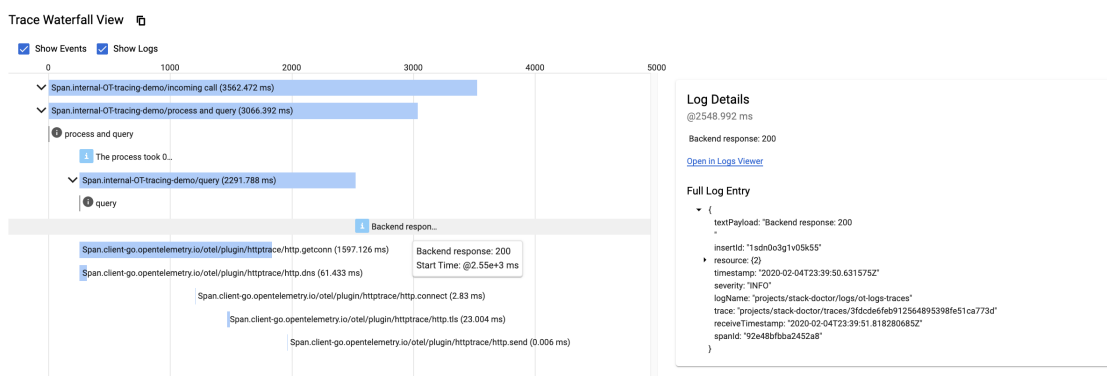 Trace Waterfall View
Show Events Show Logs
0 1000 2000 3000 4000 5000
Span.internal-OT-tracing-demo/incoming call (3562.472 ms)
Span.internal-OT-tracing-demo/process and query (3066.392 ms)
process and query
The process took 0...
Span.internal-OT-tracing-demo/query (2291.788 ms)
query
Backend respon...
Span.client-go.opentelemetry.io/otel/plugin/httptrace/http.getconn (1597.126 ms)
Backend response: 200
Start Time: @2.55e+3 ms
Span.client-go.opentelemetry.io/otel/plugin/httptrace/http.dns (61.433 ms)
Span.client-go.opentelemetry.io/otel/plugin/httptrace/http.connect (2.83 ms)
Span.client-go.opentelemetry.io/otel/plugin/httptrace/http.tls (23.004 ms)
Span.client-go.opentelemetry.io/otel/plugin/httptrace/http.send (0.006 ms)
Log Details
@2548.992 ms
Backend response: 200
Open in Logs Viewer
Full Log Entry
{
textPayload: "Backend response: 200
"
insertId: "1sdn0o3g1v05k55"
resource: {2}
timestamp: "2020-02-04T23:39:50.631575Z"
severity: "INFO"
logName: "projects/stack-doctor/logs/ot-logs-traces"
trace: "projects/stack-doctor/traces/3fdcde6feb912564895398fe51ca773d"
receiveTimestamp: "2020-02-04T23:39:51.818280685Z"
spanId: "92e48bfbba2452a8"
}